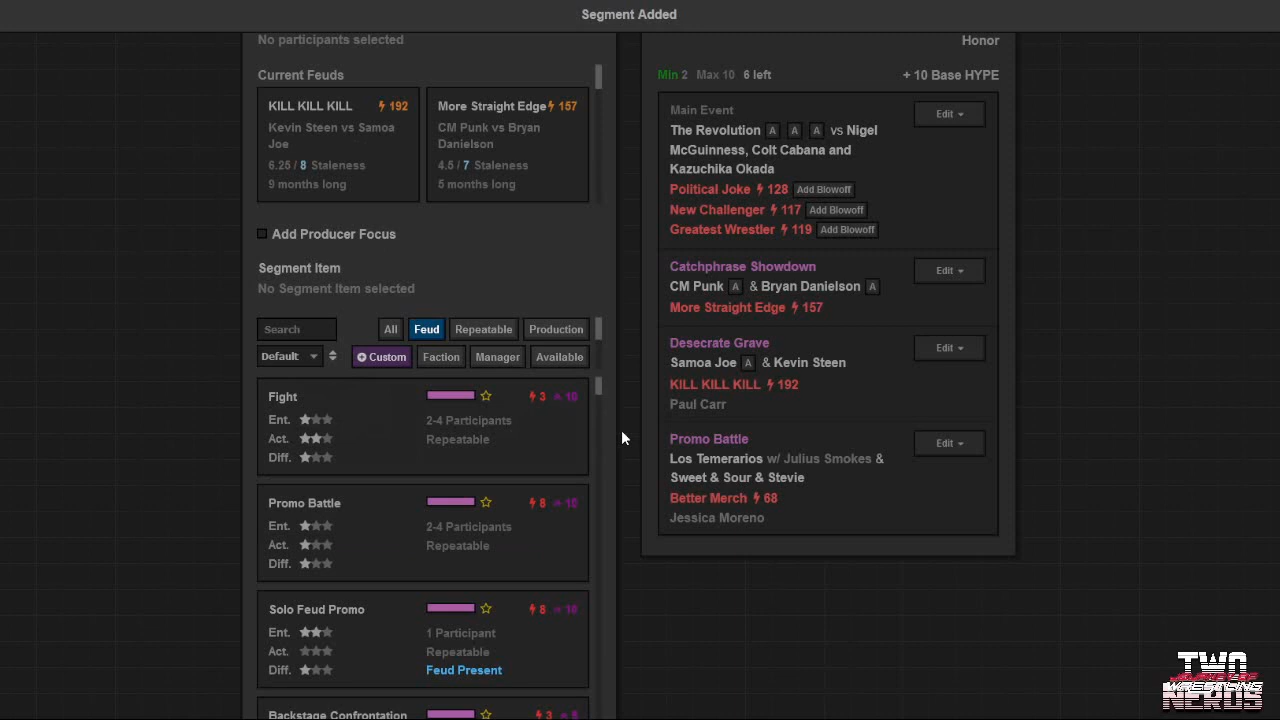 Segment Added
No participants selected
Current Feuds
KILL KILL KILL 192
Kevin Steen vs Samoa
Joe
6.25 / 8 Staleness
9 months long
More Straight Edge 157
CM Punk vs Bryan
Danielson
4.5 / 7 Staleness
5 months long
Add Producer Focus
Segment Item
No Segment Item selected
Search
All
Feud
Repeatable
Production
Default
Custom
Faction
Manager
Available
Fight 3 10
Ent.
2-4 Participants
Act.
Repeatable
Diff.
Promo Battle 8 10
Ent.
2-4 Participants
Act.
Repeatable
Diff.
Solo Feud Promo 8 10
Ent.
1 Participant
Act.
Repeatable
Diff.
Feud Present
Backstage Confrontation 3 5
Honor
Min 2 Max 10 6 left
+ 10 Base HYPE
Main Event
Edit
The Revolution A A A vs Nigel
McGuinness, Colt Cabana and
Kazuchika Okada
Political Joke 128 Add Blowoff
New Challenger 117 Add Blowoff
Greatest Wrestler 119 Add Blowoff
Catchphrase Showdown
Edit
CM Punk A & Bryan Danielson A
More Straight Edge 157
Desecrate Grave
Edit
Samoa Joe A & Kevin Steen
KILL KILL KILL 192
Paul Carr
Promo Battle
Edit
Los Temerarios w/ Julius Smokes &
Sweet & Sour & Stevie
Better Merch 68
Jessica Moreno
TWO
WRESTLING
NERDS